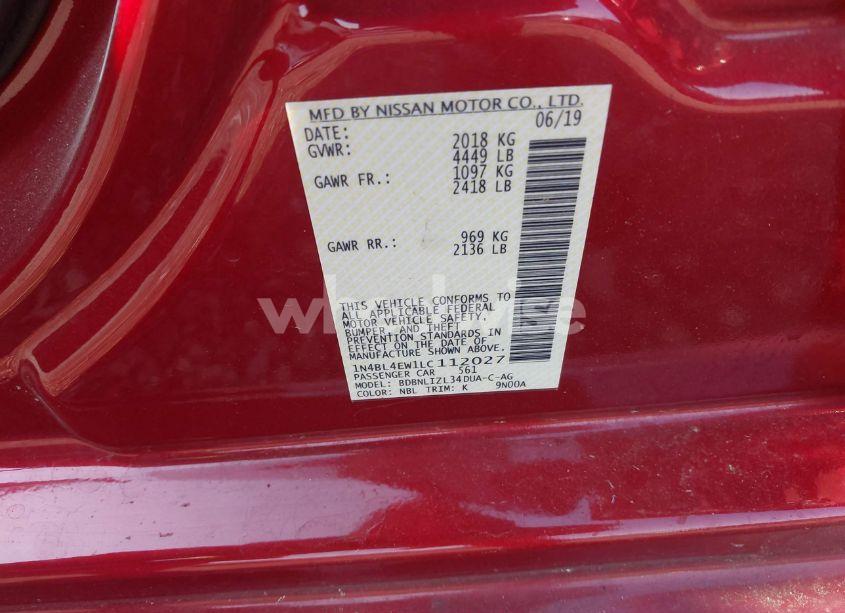 MFD BY NISSAN MOTOR CO., LTD.
DATE: 06/19
GVWR: 2018 KG
4449 LB
GAWR FR.: 1097 KG
2418 LB
GAWR RR.: 969 KG
2136 LB
THIS VEHICLE CONFORMS TO
ALL APPLICABLE FEDERAL
MOTOR VEHICLE SAFETY,
BUMPER, AND THEFT
PREVENTION STANDARDS IN
EFFECT ON THE DATE OF
MANUFACTURE SHOWN ABOVE.
1N4BL4EW1LC112027
PASSENGER CAR 561
MODEL: BDBNLIZL34DUA-C-AG
COLOR: NBL TRIM: K 9N00A